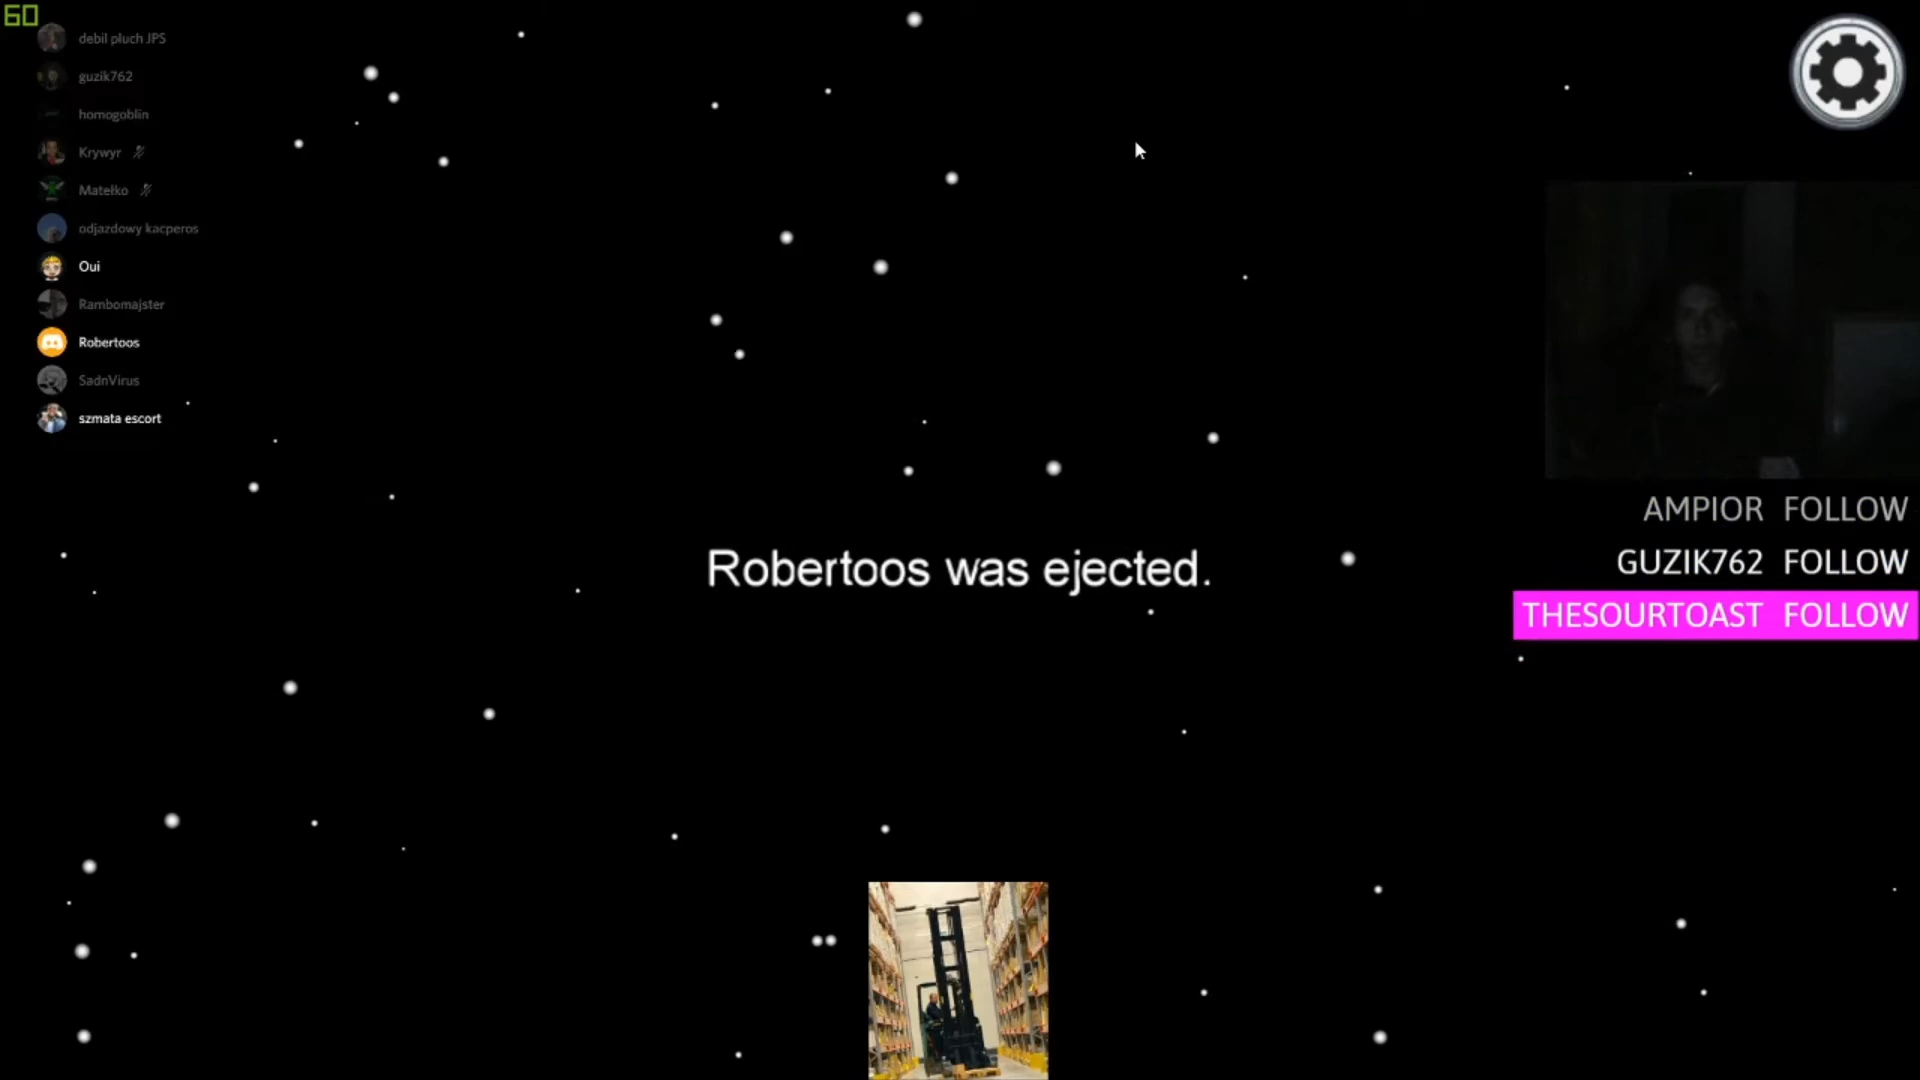 60
debil pluch JPS
guzik762
homogoblin
Krywyr
Matełko
odjazdowy kacperos
Oui
Rambomajster
Robertoos
SadnVirus
szmata escort
Robertoos was ejected.
AMPIOR FOLLOW
GUZIK762 FOLLOW
THESOURTOAST FOLLOW